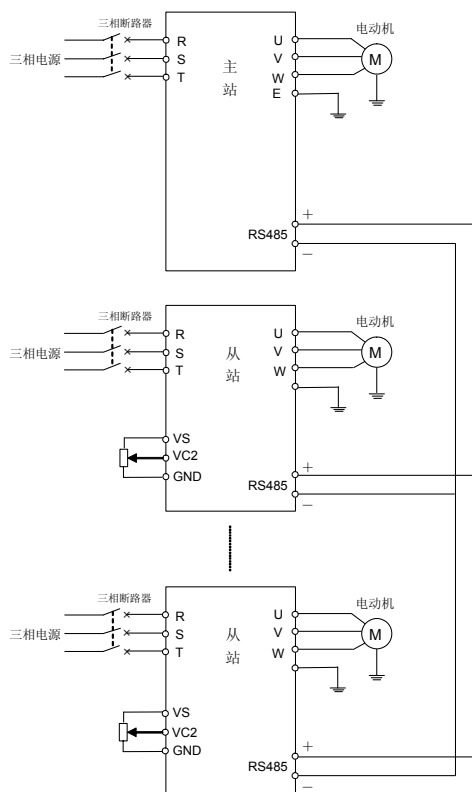 三相断路器
电动机
三相电源
R
S
T
主
站
U
V
W
E
M
+
RS485
−
三相断路器
电动机
三相电源
R
S
T
从
站
U
V
W
M
VS
VC2
GND
+
RS485
−
三相断路器
电动机
三相电源
R
S
T
从
站
U
V
W
M
VS
VC2
GND
+
RS485
−